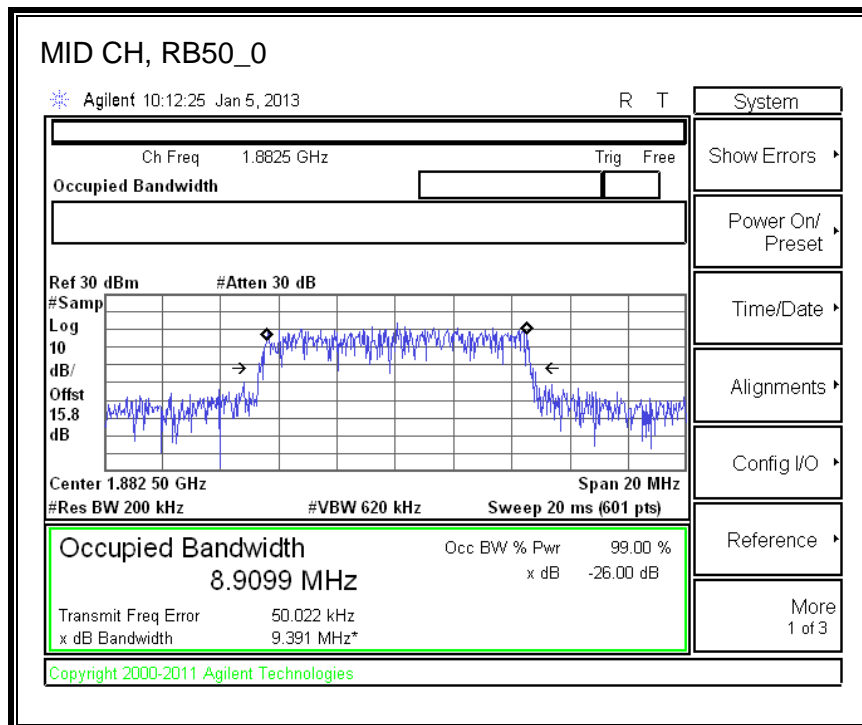 MID CH, RB50_0
Agilent 10:12:25 Jan 5, 2013 R T
Ch Freq 1.8825 GHz Trig Free
Occupied Bandwidth
Ref 30 dBm #Atten 30 dB
#Samp
Log
10
dB/
Offst
15.8
dB
Center 1.882 50 GHz Span 20 MHz
#Res BW 200 kHz #VBW 620 kHz Sweep 20 ms (601 pts)
Occupied Bandwidth
8.9099 MHz
Occ BW % Pwr 99.00 %
x dB -26.00 dB
Transmit Freq Error 50.022 kHz
x dB Bandwidth 9.391 MHz*
Copyright 2000-2011 Agilent Technologies
System
Show Errors
Power On/
Preset
Time/Date
Alignments
Config I/O
Reference
More
1 of 3